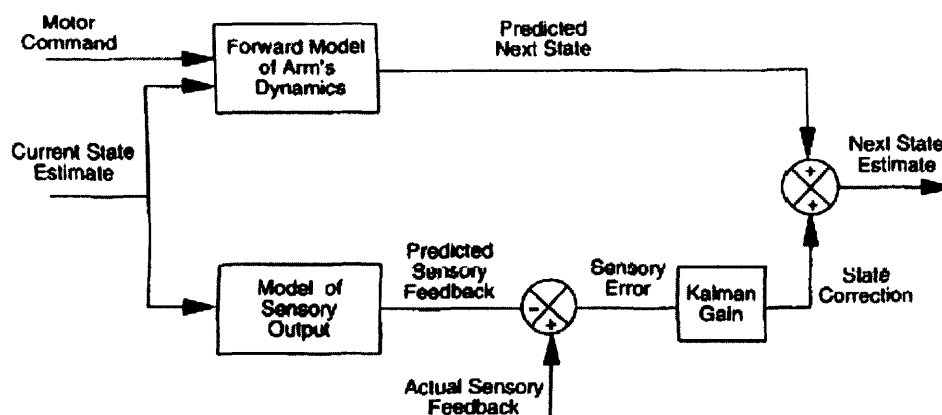 Motor
Command
Forward Model
of Arm's
Dynamics
Predicted
Next State
Current State
Estimate
+
+
Next State
Estimate
Model of
Sensory
Output
Predicted
Sensory
Feedback
-
+
Sensory
Error
Kalman
Gain
State
Correction
Actual Sensory
Feedback